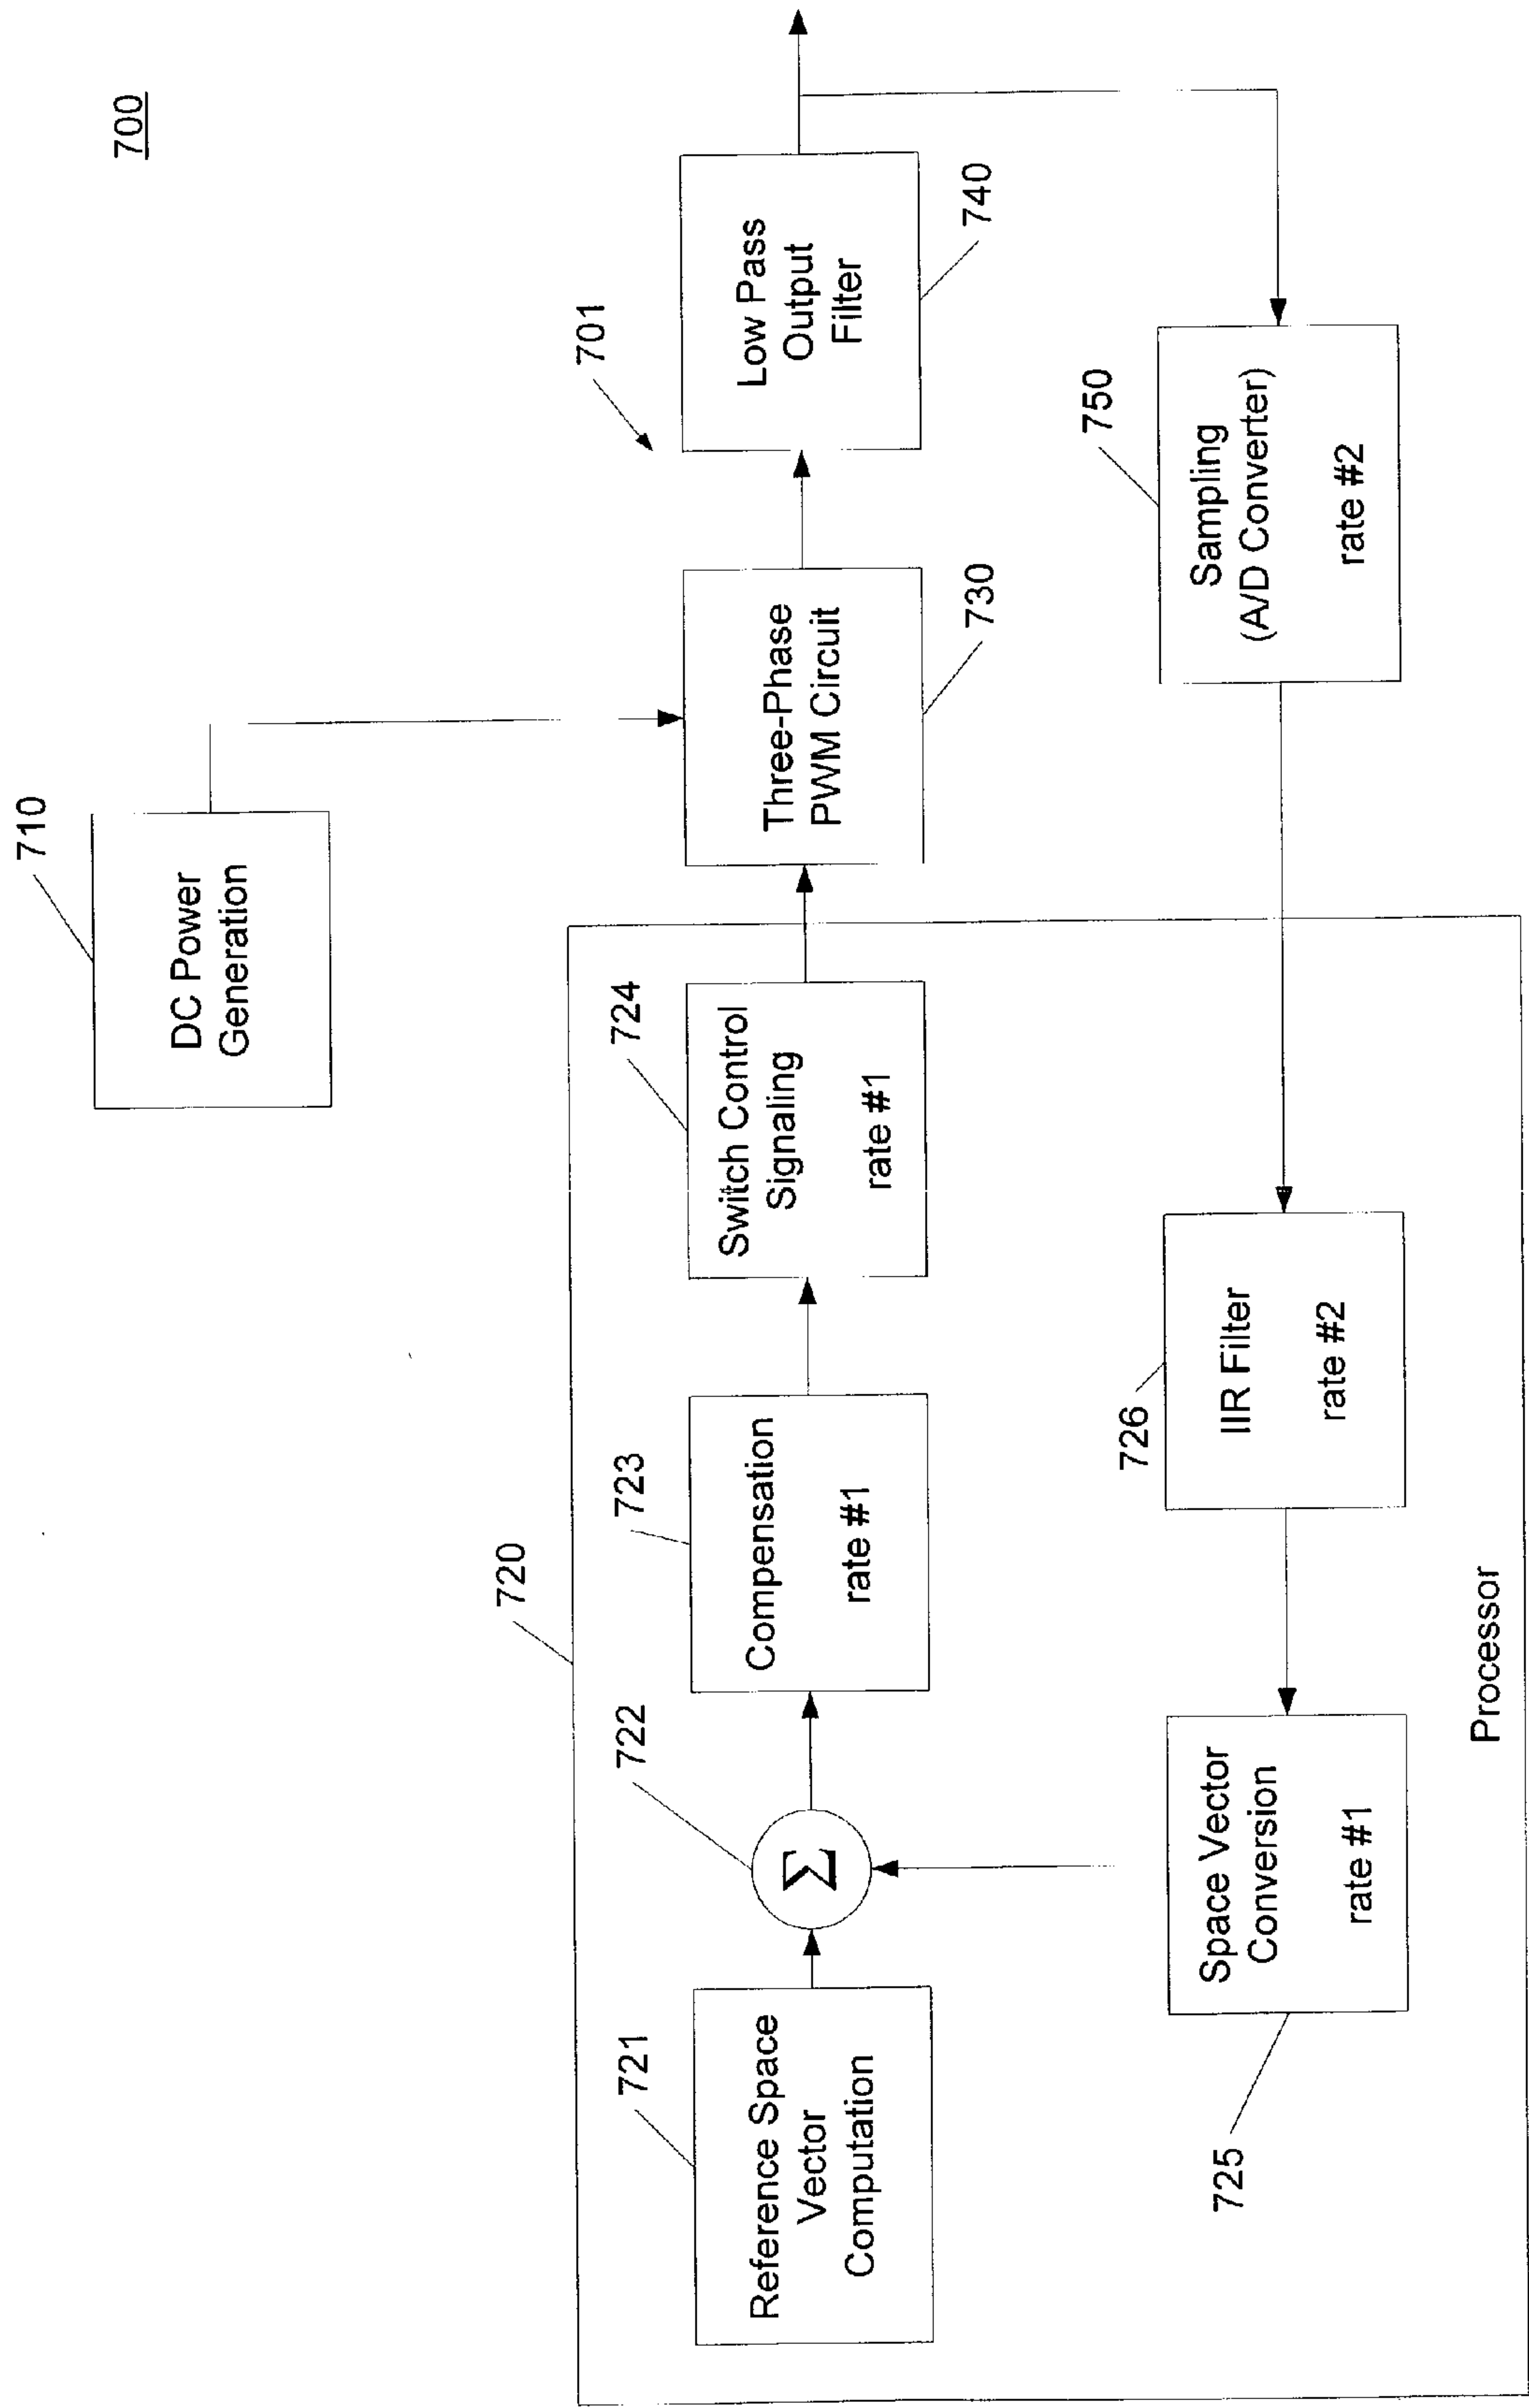 700
710
DC Power
Generation
701
Low Pass
Output
Filter
740
Three-Phase
PWM Circuit
730
720
721
Reference Space
Vector
Computation
722
Σ
723
Compensation
rate #1
724
Switch Control
Signaling
rate #1
750
Sampling
(A/D Converter)
rate #2
726
IIR Filter
rate #2
725
Space Vector
Conversion
rate #1
Processor